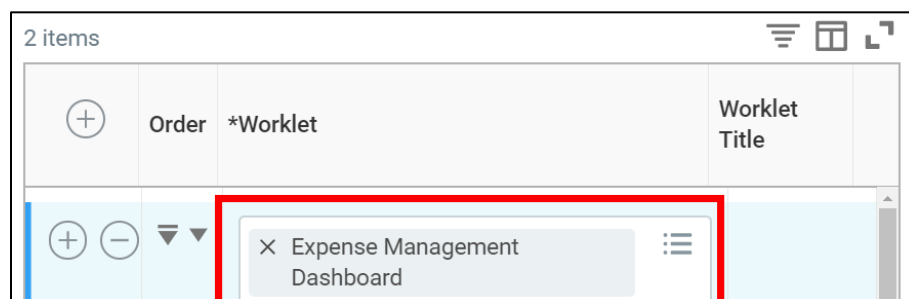 2 items
Order *Worklet Worklet
Title
× Expense Management
Dashboard